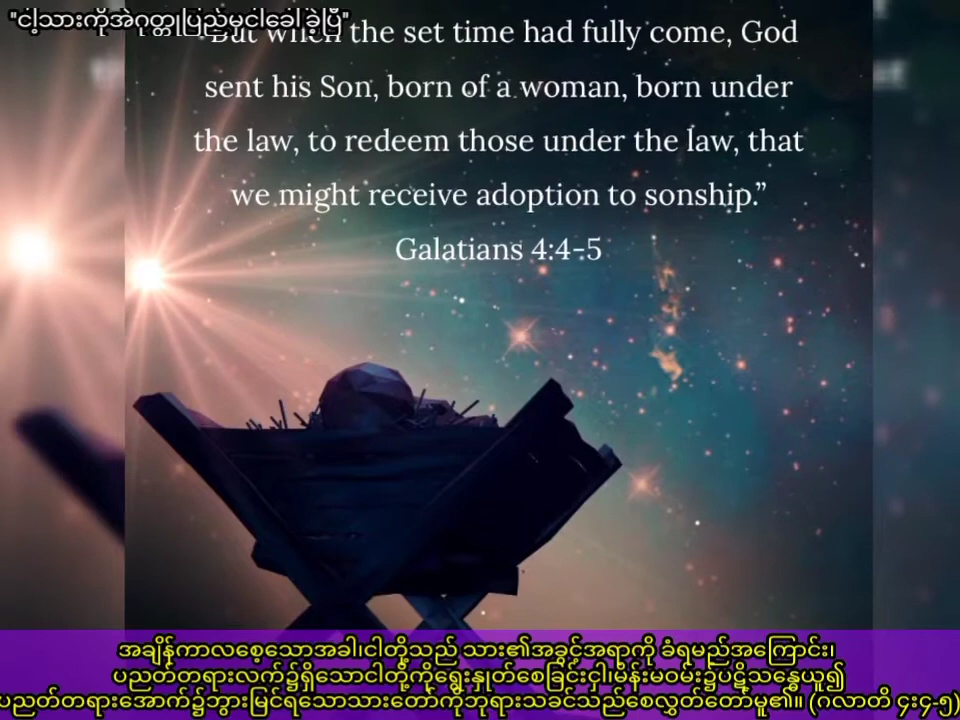 "ငါ့သားကိုအဲဂုတ္တုပြည်မှငါခေါ်ခဲ့ပြီ"
"But when the set time had fully come, God
sent his Son, born of a woman, born under
the law, to redeem those under the law, that
we might receive adoption to sonship.”
Galatians 4:4-5
အချိန်ကာလစေ့သောအခါ၊ငါတို့သည် သား၏အခွင့်အရာကို ခံရမည်အကြောင်း၊
ပညတ်တရားလက်၌ရှိသောငါတို့ကိုရွေးနှုတ်စေခြင်းငှါ၊မိန်းမဝမ်း၌ပဋိသန္ဓေယူ၍
ပညတ်တရားအောက်၌ဘွားမြင်ရသောသားတော်ကိုဘုရားသခင်သည်စေလွှတ်တော်မူ၏။ (ဂလာတိ ၄:၄-၅)